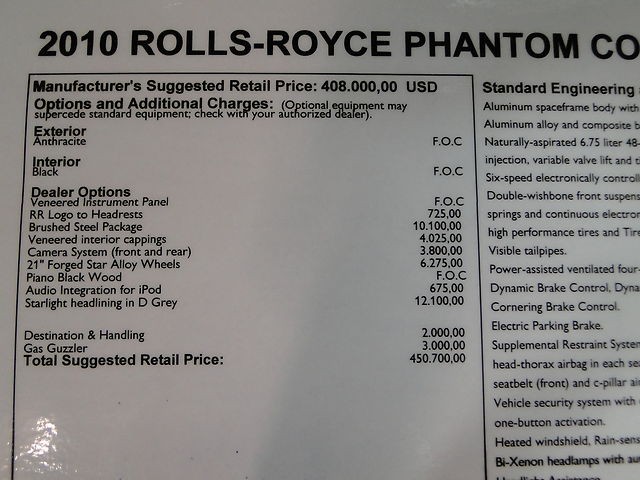 2010 ROLLS-ROYCE PHANTOM CO
Manufacturer's Suggested Retail Price: 408.000,00 USD
Options and Additional Charges: (Optional equipment may
supercede standard equipment; check with your authorized dealer).
Exterior
Anthracite F.O.C
Interior
Black F.O.C
Dealer Options
Veneered Instrument Panel F.O.C
RR Logo to Headrests 725,00
Brushed Steel Package 10.100,00
Veneered interior cappings 4.025,00
Camera System (front and rear) 3.800,00
21" Forged Star Alloy Wheels 6.275,00
Piano Black Wood F.O.C
Audio Integration for iPod 675,00
Starlight headlining in D Grey 12.100,00
Destination & Handling 2.000,00
Gas Guzzler 3.000,00
Total Suggested Retail Price: 450.700,00
Standard Engineering
Aluminum spaceframe body with
Aluminum alloy and composite b
Naturally-aspirated 6.75 liter 48-
injection, variable valve lift and t
Six-speed electronically controll
Double-wishbone front suspens
springs and continuous electron
high performance tires and Tire
Visible tailpipes.
Power-assisted ventilated four-
Dynamic Brake Control, Dyna
Cornering Brake Control.
Electric Parking Brake.
Supplemental Restraint System
head-thorax airbag in each sea
seatbelt (front) and c-pillar ai
Vehicle security system with
one-button activation.
Heated windshield, Rain-sens
Bi-Xenon headlamps with au